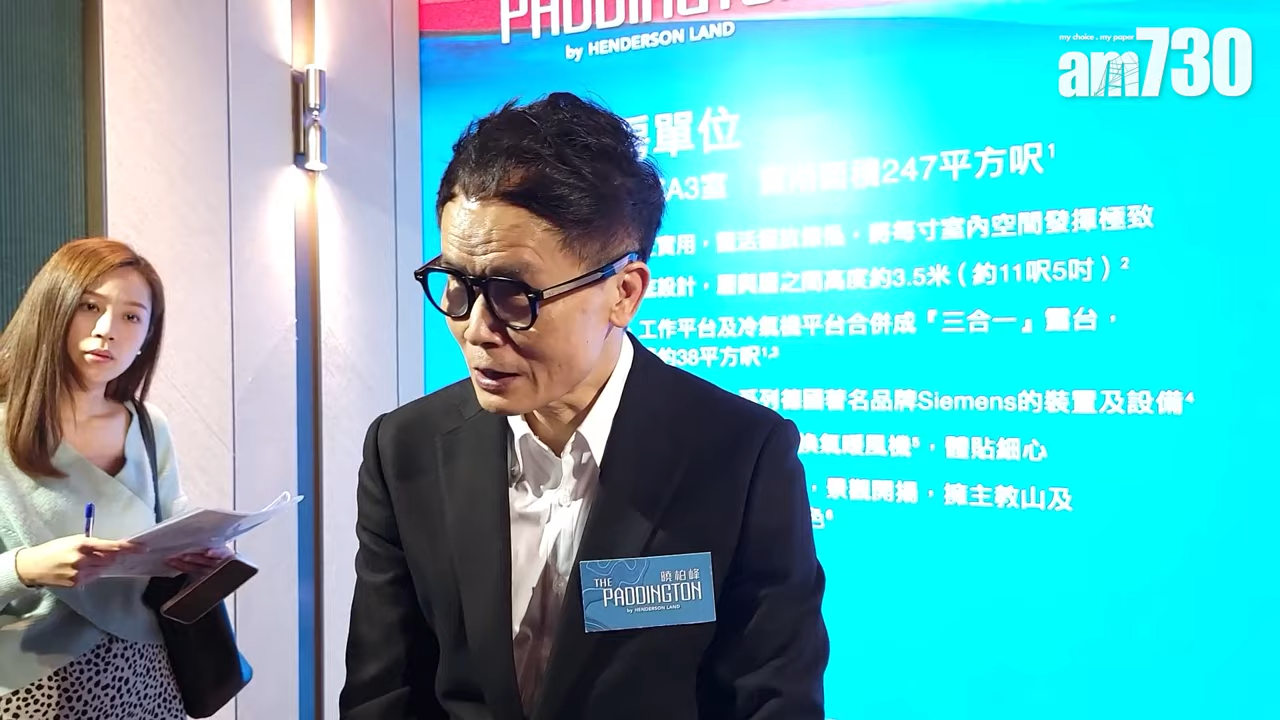 PADDINGTON
by HENDERSON LAND
my choice . my paper
am730
房單位
A3室 實用面積247平方呎¹
實用，靈活擺放傢俬，將每寸室內空間發揮極致
設計，層與層之間高度約3.5米（約11呎5吋）²
工作平台及冷氣機平台合併成『三合一』露台，
約38平方呎¹,³
系列德國著名品牌Siemens的裝置及設備⁴
換氣暖風機⁵，體貼細心
，景觀開揚，擁主教山及
色⁶
THE 曉柏峰
PADDINGTON
by HENDERSON LAND